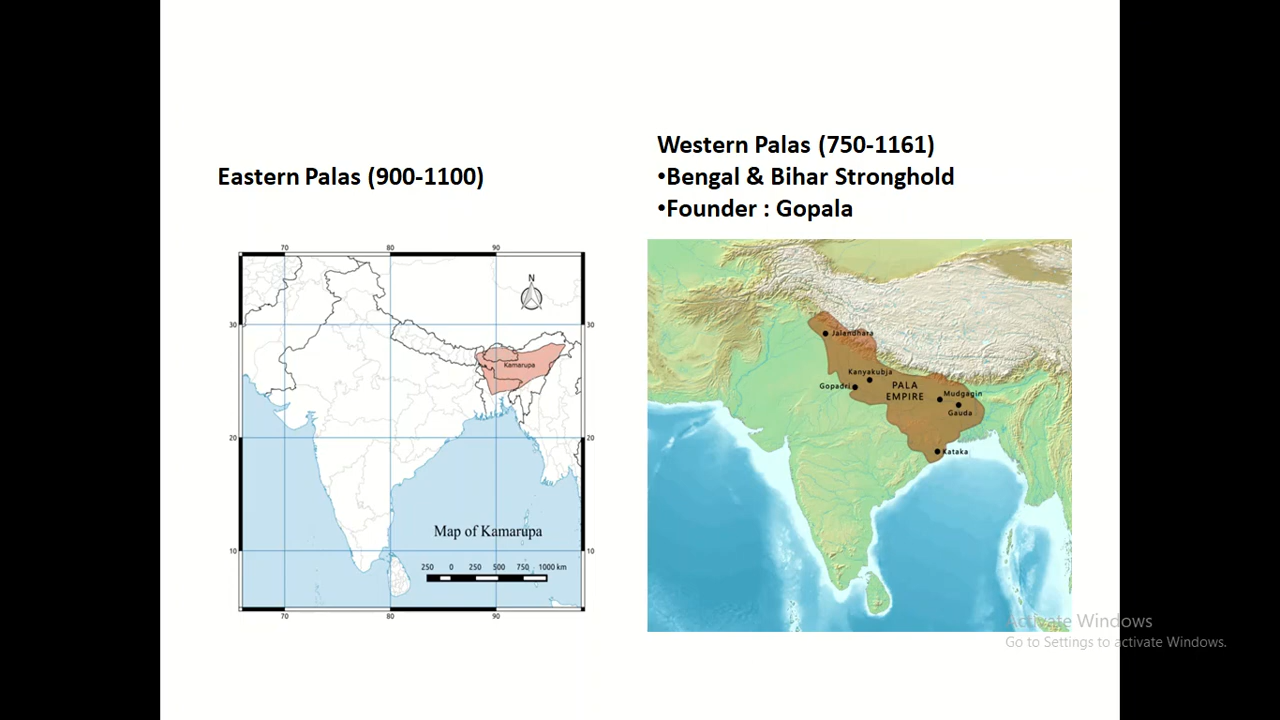 Eastern Palas (900-1100)
Western Palas (750-1161)
•Bengal & Bihar Stronghold
•Founder : Gopala
70
80
90
N
30
30
Kamarupa
20
20
Map of Kamarupa
10
10
250 0 250 500 750 1000 km
70
80
90
Jalandhara
Kanyakubja
Gopadri
PALA
EMPIRE
Mudgagiri
Gauda
Kataka
Activate Windows
Go to Settings to activate Windows.